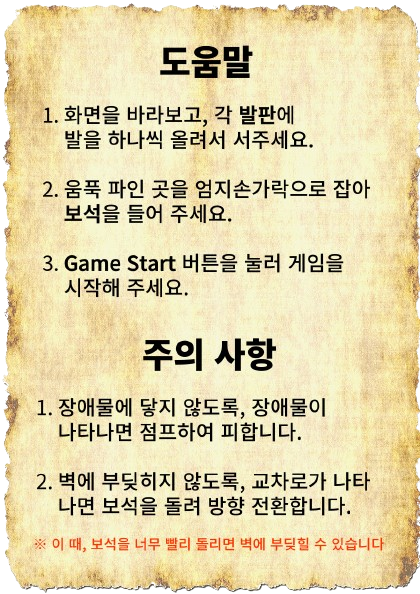 도움말
1. 화면을 바라보고, 각 발판에
발을 하나씩 올려서 서주세요.
2. 움푹 파인 곳을 엄지손가락으로 잡아
보석을 들어 주세요.
3. Game Start 버튼을 눌러 게임을
시작해 주세요.
주의 사항
1. 장애물에 닿지 않도록, 장애물이
나타나면 점프하여 피합니다.
2. 벽에 부딪히지 않도록, 교차로가 나타
나면 보석을 돌려 방향 전환합니다.
※ 이 때, 보석을 너무 빨리 돌리면 벽에 부딪힐 수 있습니다